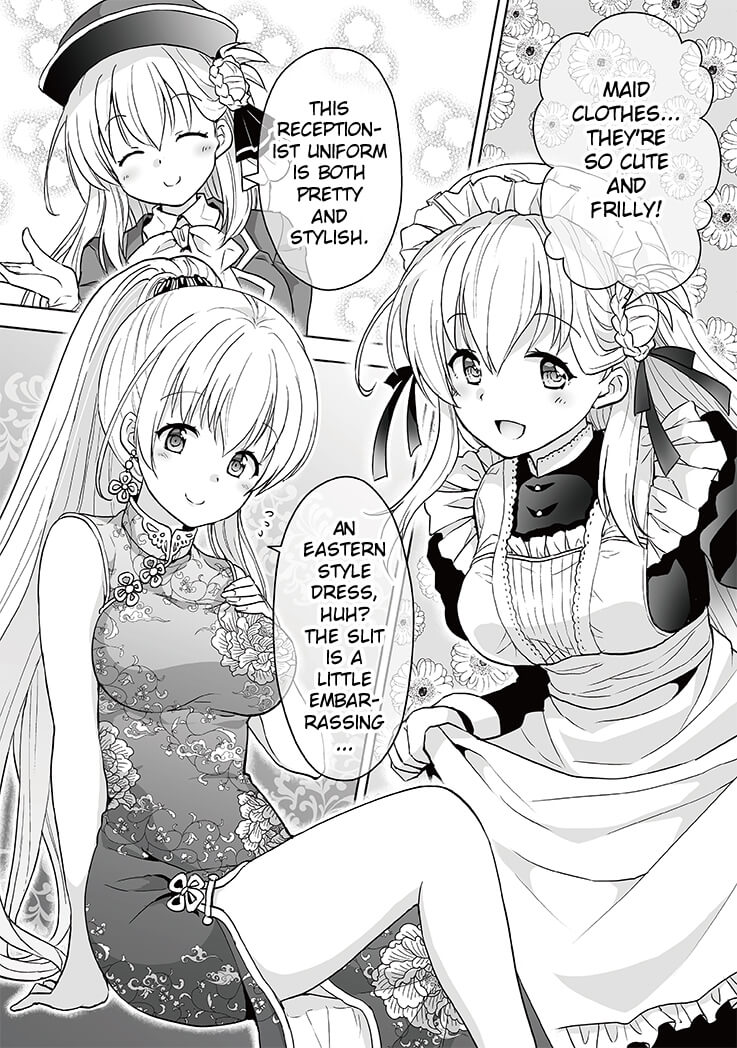 MAID
CLOTHES...
THEY'RE
SO CUTE
AND
FRILLY!
THIS
RECEPTION-
IST UNIFORM
IS BOTH
PRETTY
AND
STYLISH.
AN
EASTERN
STYLE
DRESS,
HUH?
THE SLIT
IS A
LITTLE
EMBAR-
RASSING
...